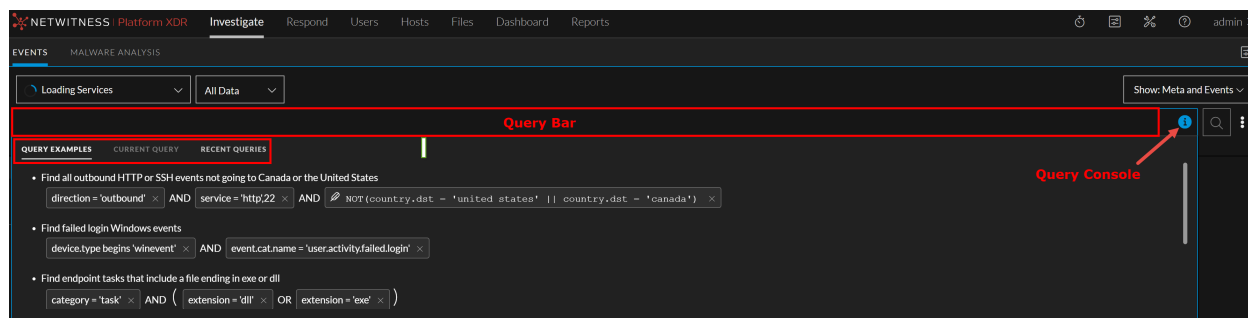 NETWITNESS Platform XDR Investigate Respond Users Hosts Files Dashboard Reports admin
EVENTS MALWARE ANALYSIS
Loading Services All Data Show: Meta and Events
Query Bar
QUERY EXAMPLES CURRENT QUERY RECENT QUERIES
Query Console
• Find all outbound HTTP or SSH events not going to Canada or the United States
direction = 'outbound' × AND service = 'http',22 × AND NOT(country.dst = 'united states' || country.dst = 'canada') ×
• Find failed login Windows events
device.type begins 'winevent' × AND event.cat.name = 'user.activity.failed.login' ×
• Find endpoint tasks that include a file ending in exe or dll
category = 'task' × AND ( extension = 'dll' × OR extension = 'exe' × )